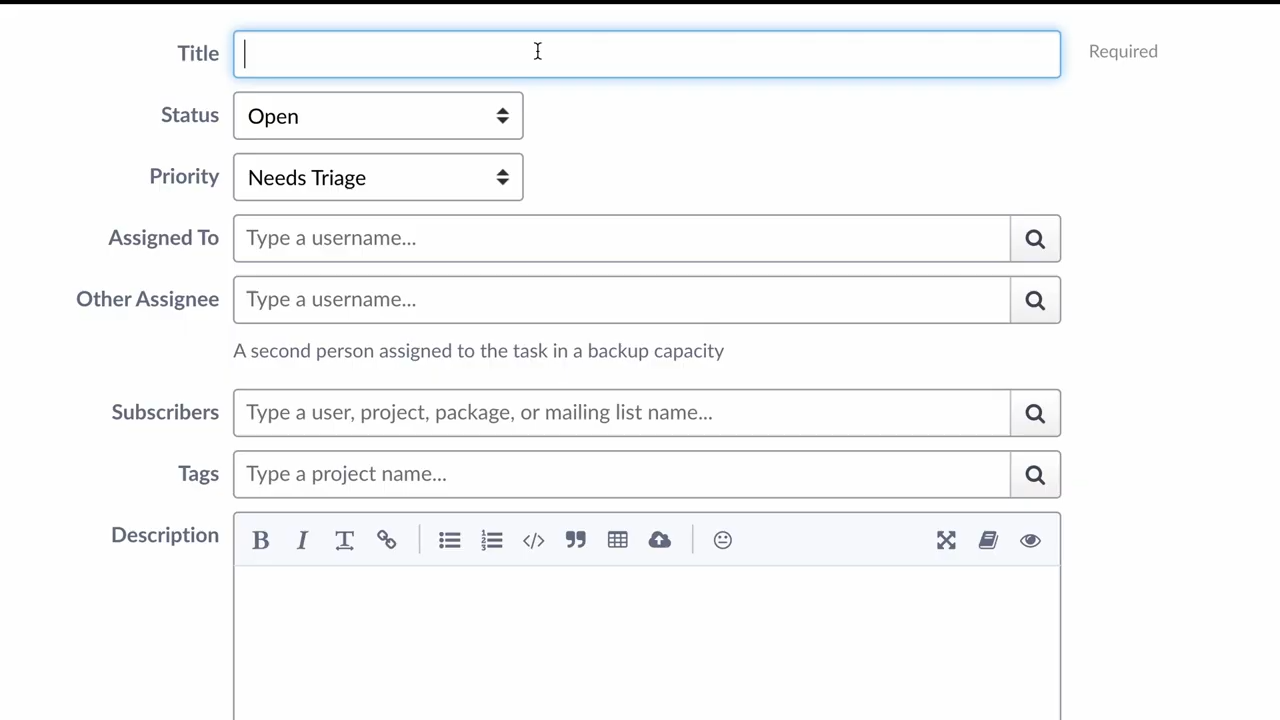 Title Required
Status Open
Priority Needs Triage
Assigned To Type a username...
Other Assignee Type a username...
A second person assigned to the task in a backup capacity
Subscribers Type a user, project, package, or mailing list name...
Tags Type a project name...
Description